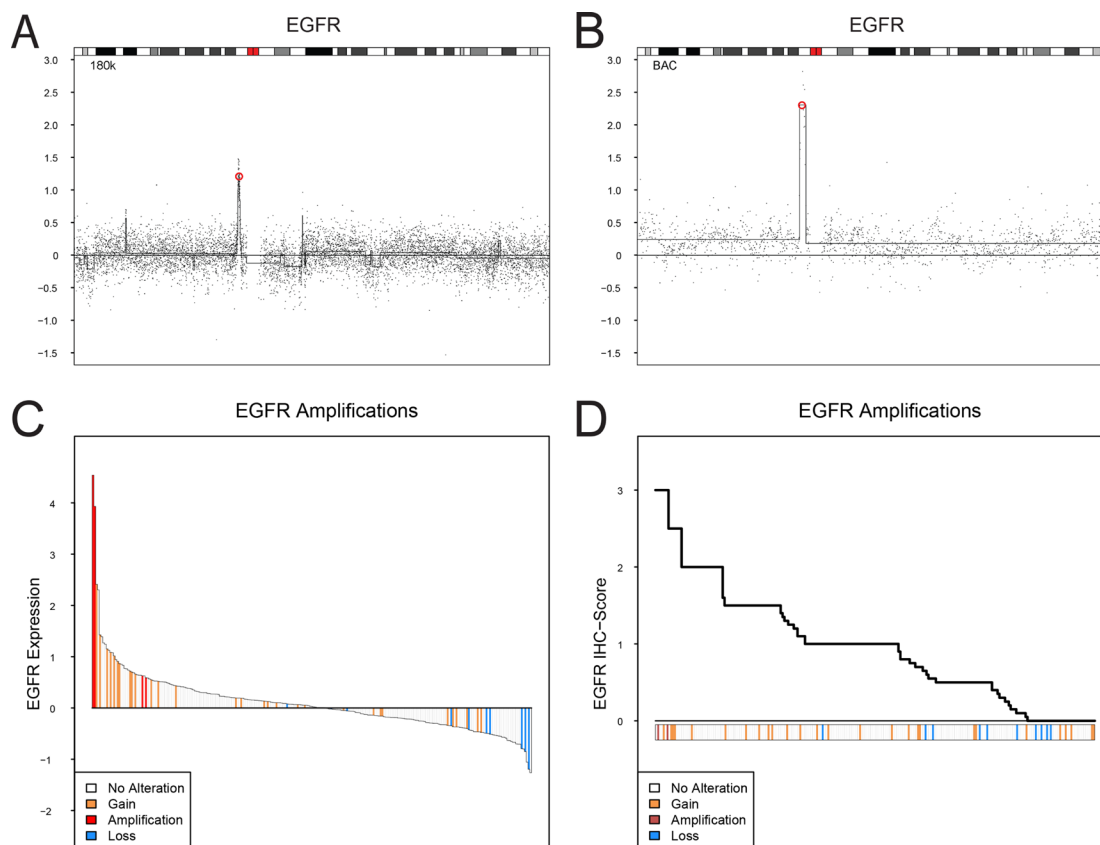 A
EGFR
180k
3.0
2.5
2.0
1.5
1.0
0.5
0
−0.5
−1.0
−1.5
B
EGFR
BAC
3.0
2.5
2.0
1.5
1.0
0.5
0
−0.5
−1.0
−1.5
C
EGFR Amplifications
EGFR Expression
4
3
2
1
0
−1
−2
No Alteration
Gain
Amplification
Loss
D
EGFR Amplifications
EGFR IHC−Score
3
2
1
0
No Alteration
Gain
Amplification
Loss